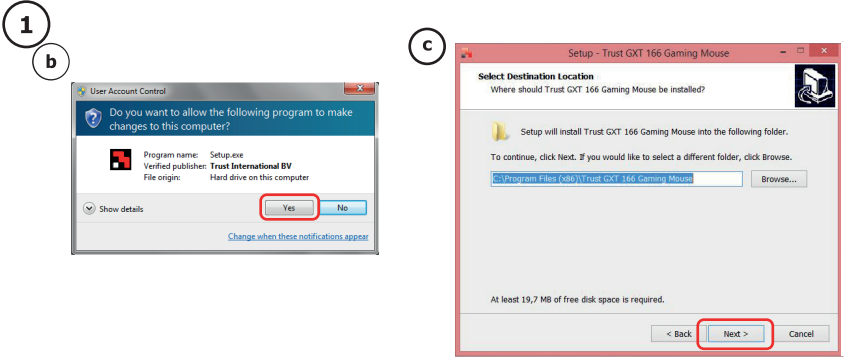 1
b
User Account Control
Do you want to allow the following program to make
changes to this computer?
Program name: Setup.exe
Verified publisher: Trust International BV
File origin: Hard drive on this computer
Show details
Yes
No
Change when these notifications appear
c
Setup - Trust GXT 166 Gaming Mouse
Select Destination Location
Where should Trust GXT 166 Gaming Mouse be installed?
Setup will install Trust GXT 166 Gaming Mouse into the following folder.
To continue, click Next. If you would like to select a different folder, click Browse.
C:\Program Files (x86)\Trust GXT 166 Gaming Mouse
Browse...
At least 19,7 MB of free disk space is required.
< Back
Next >
Cancel